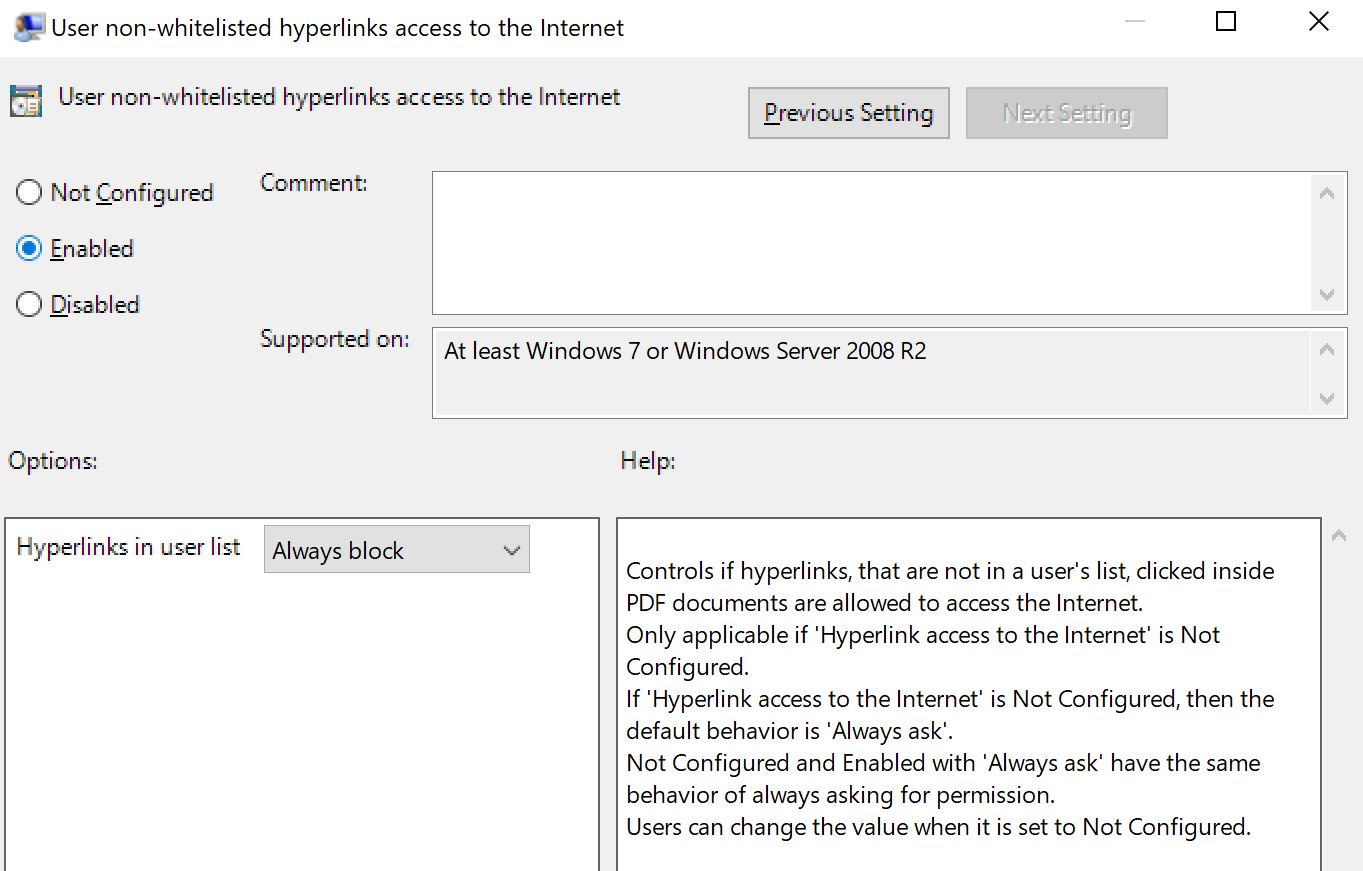 User non-whitelisted hyperlinks access to the Internet
User non-whitelisted hyperlinks access to the Internet
Previous Setting
Next Setting
Not Configured
Comment:
Enabled
Disabled
Supported on:
At least Windows 7 or Windows Server 2008 R2
Options:
Help:
Hyperlinks in user list
Always block
Controls if hyperlinks, that are not in a user's list, clicked inside
PDF documents are allowed to access the Internet.
Only applicable if 'Hyperlink access to the Internet' is Not
Configured.
If 'Hyperlink access to the Internet' is Not Configured, then the
default behavior is 'Always ask'.
Not Configured and Enabled with 'Always ask' have the same
behavior of always asking for permission.
Users can change the value when it is set to Not Configured.